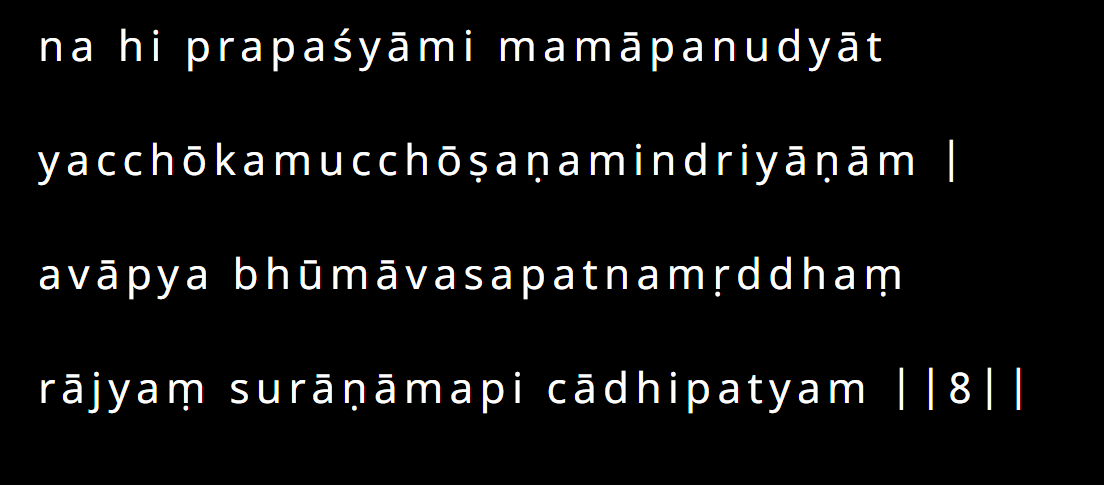 na hi prapaśyāmi mamāpanudyāt
yacchōkamucchōṣaṇamindriyāṇām |
avāpya bhūmāvasapatnamṛddhaṃ
rājyaṃ surāṇāmapi cādhipatyam ||8||